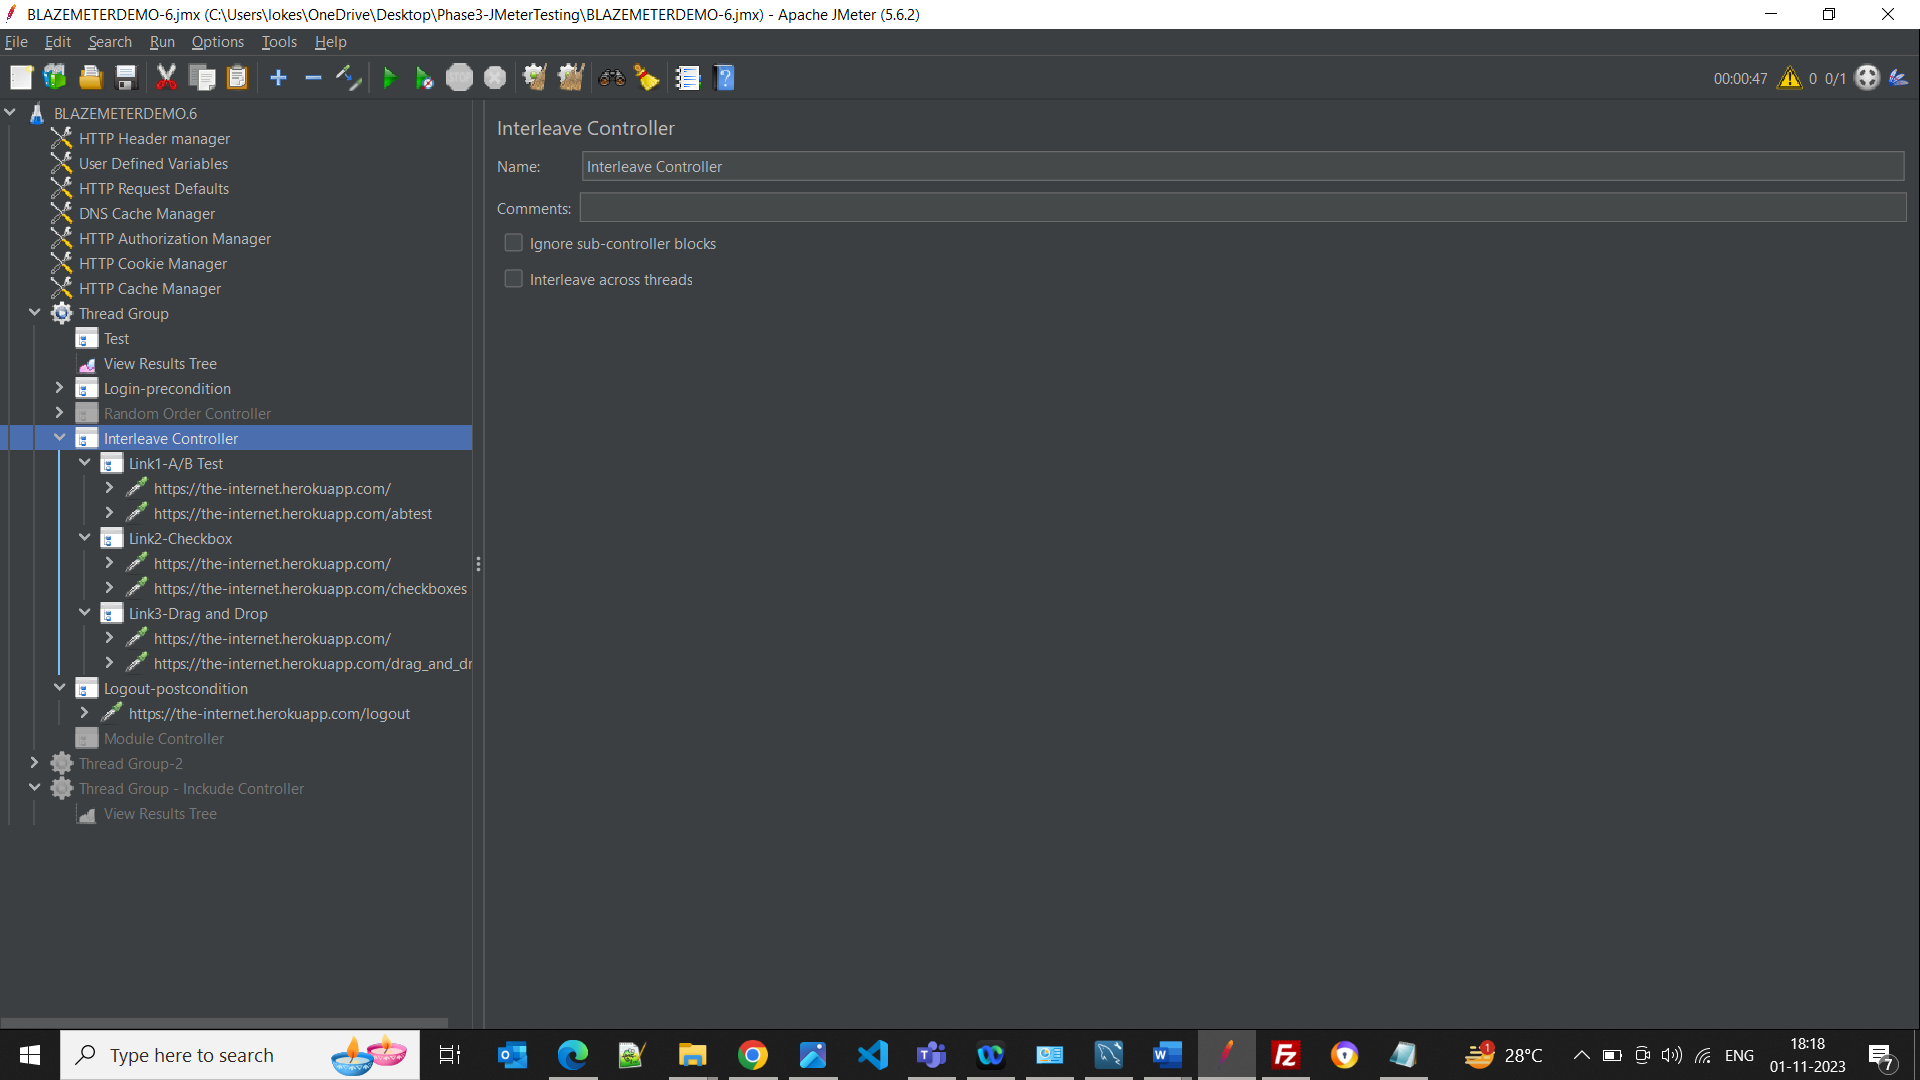 BLAZEMETERDEMO-6.jmx (C:\Users\lokes\OneDrive\Desktop\Phase3-JMeterTesting\BLAZEMETERDEMO-6.jmx) - Apache JMeter (5.6.2)
File Edit Search Run Options Tools Help
STOP 00:00:47 0 0/1
BLAZEMETERDEMO.6
HTTP Header manager
User Defined Variables
HTTP Request Defaults
DNS Cache Manager
HTTP Authorization Manager
HTTP Cookie Manager
HTTP Cache Manager
Thread Group
Test
View Results Tree
Login-precondition
Random Order Controller
Interleave Controller
Link1-A/B Test
https://the-internet.herokuapp.com/
https://the-internet.herokuapp.com/abtest
Link2-Checkbox
https://the-internet.herokuapp.com/
https://the-internet.herokuapp.com/checkboxes
Link3-Drag and Drop
https://the-internet.herokuapp.com/
https://the-internet.herokuapp.com/drag_and_dr
Logout-postcondition
https://the-internet.herokuapp.com/logout
Module Controller
Thread Group-2
Thread Group - Inckude Controller
View Results Tree
Interleave Controller
Name: Interleave Controller
Comments:
Ignore sub-controller blocks
Interleave across threads
Type here to search
1 28°C ENG
18:18
01-11-2023
7